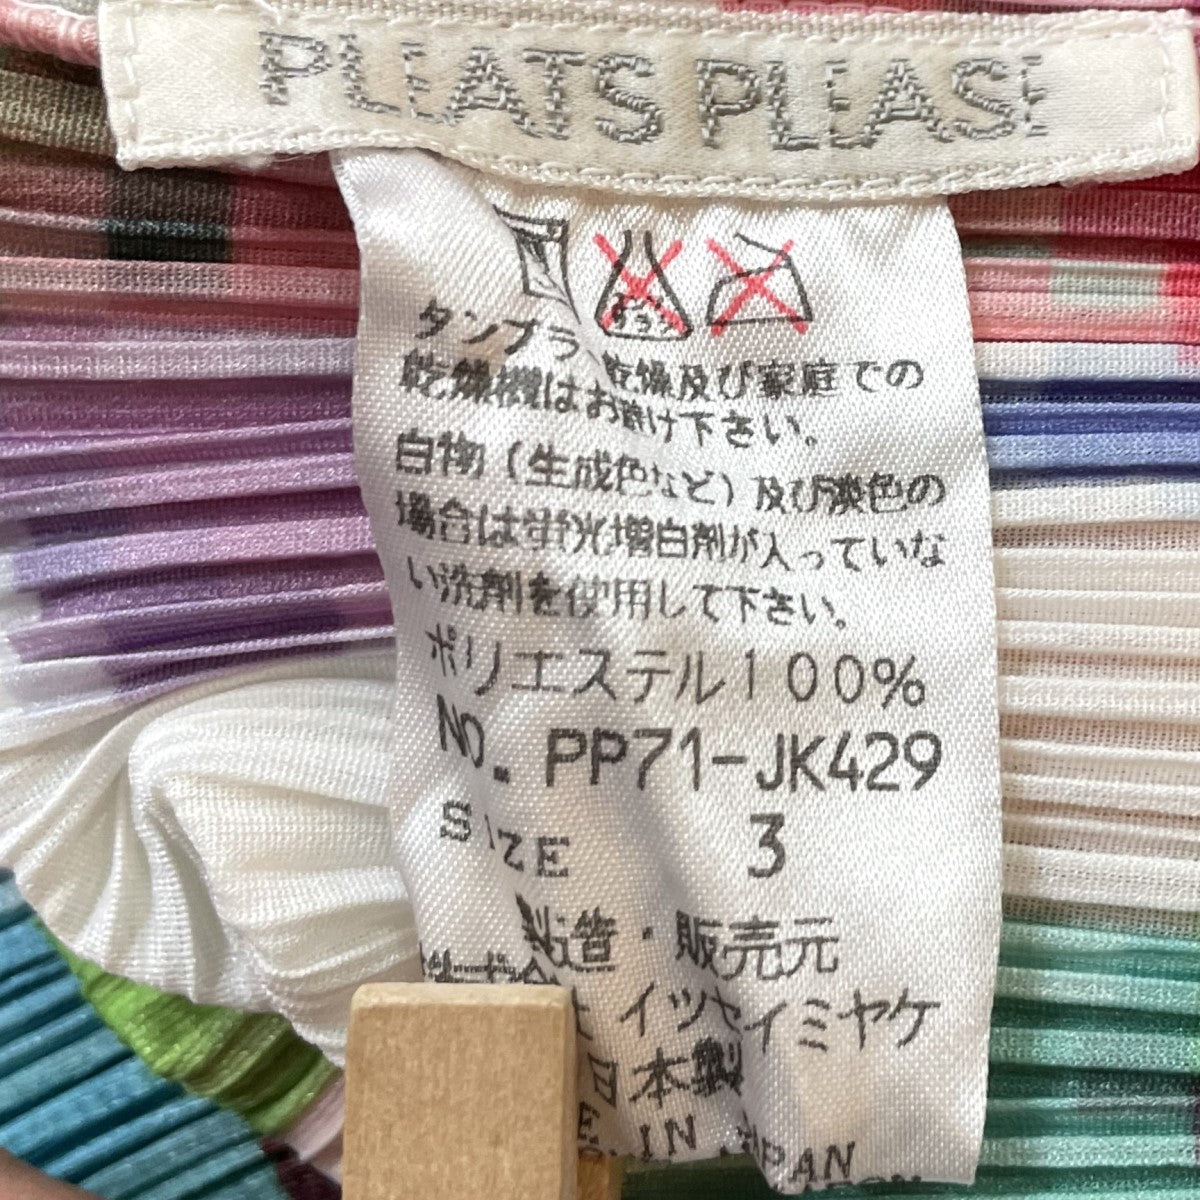 PLEATS PLEASE
タンブラー乾燥及び家庭での
乾燥機はお避け下さい。
白物(生成色など)及び淡色の
場合は蛍光増白剤が入っていな
い洗剤を使用して下さい。
ポリエステル100%
NO. PP71-JK429
SIZE 3
製造・販売元
イッセイミヤケ
日本製
IN JAPAN